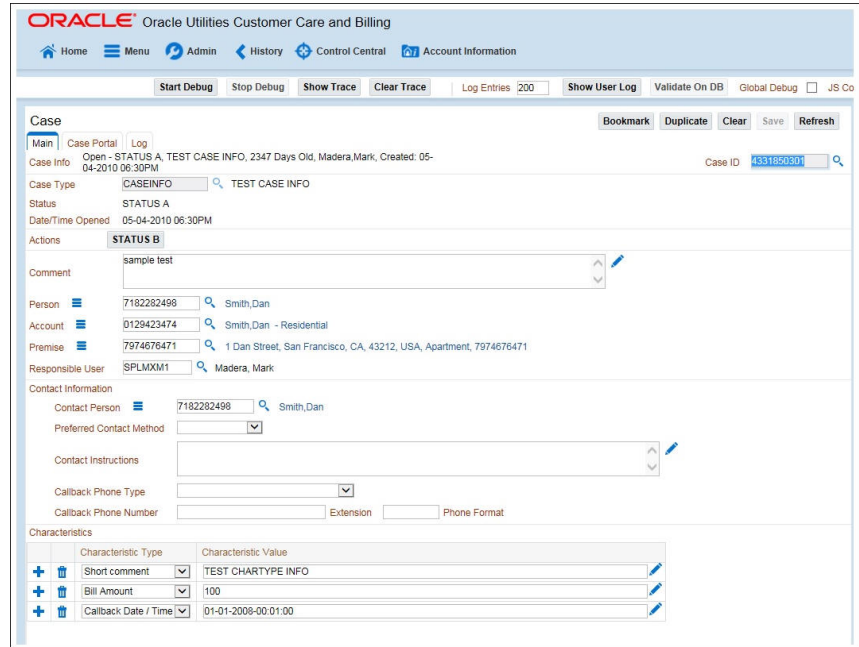 ORACLE Oracle Utilities Customer Care and Billing
Home Menu Admin History Control Central Account Information
Start Debug Stop Debug Show Trace Clear Trace Log Entries 200 Show User Log Validate On DB Global Debug JS Co
Case Bookmark Duplicate Clear Save Refresh
Main Case Portal Log
Case Info Open - STATUS A, TEST CASE INFO, 2347 Days Old, Madera,Mark, Created: 05-
04-2010 06:30PM Case ID 4331850301
Case Type CASEINFO TEST CASE INFO
Status STATUS A
Date/Time Opened 05-04-2010 06:30PM
Actions STATUS B
Comment sample test
Person 7182282498 Smith,Dan
Account 0129423474 Smith,Dan - Residential
Premise 7974676471 1 Dan Street, San Francisco, CA, 43212, USA, Apartment, 7974676471
Responsible User SPLMXM1 Madera, Mark
Contact Information
Contact Person 7182282498 Smith,Dan
Preferred Contact Method
Contact Instructions
Callback Phone Type
Callback Phone Number Extension Phone Format
Characteristics
Characteristic Type Characteristic Value
Short comment TEST CHARTYPE INFO
Bill Amount 100
Callback Date / Time 01-01-2008-00:01:00